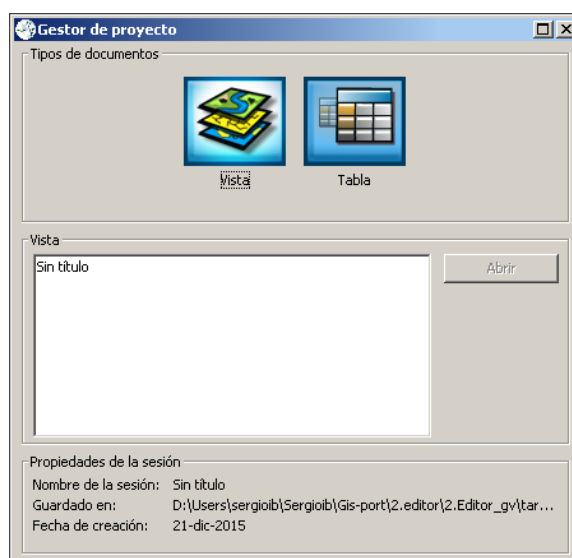 Gestor de proyecto
Tipos de documentos
Vista Tabla
Vista
Sin título
Abrir
Propiedades de la sesión
Nombre de la sesión: Sin título
Guardado en: D:\Users\sergioib\Sergioib\Gis-port\2.editor\2.Editor_gv\tar...
Fecha de creación: 21-dic-2015